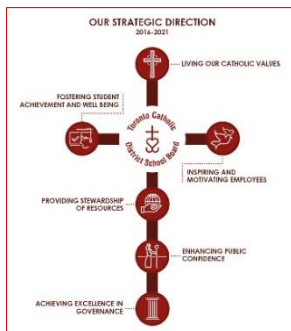 OUR STRATEGIC DIRECTION
2016-2021
LIVING OUR CATHOLIC VALUES
FOSTERING STUDENT
ACHIEVEMENT AND WELL BEING
Toronto Catholic
District School Board
INSPIRING AND
MOTIVATING EMPLOYEES
PROVIDING STEWARDSHIP
OF RESOURCES
ENHANCING PUBLIC
CONFIDENCE
ACHIEVING EXCELLENCE IN
GOVERNANCE